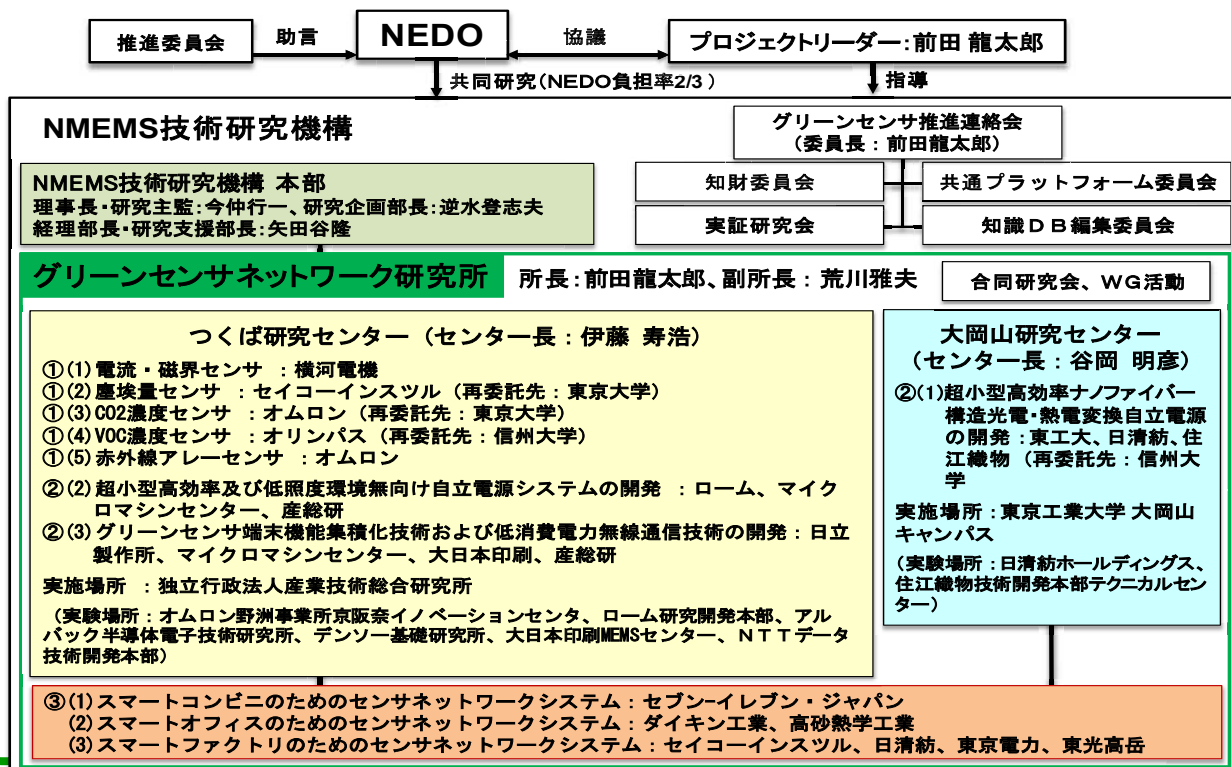 推進委員会
助言
NEDO
協議
プロジェクトリーダー:前田 龍太郎
共同研究(NEDO負担率2/3 )
指導
NMEMS技術研究機構
グリーンセンサ推進連絡会
(委員長:前田龍太郎)
知財委員会
共通プラットフォーム委員会
実証研究会
知識DB編集委員会
NMEMS技術研究機構 本部
理事長・研究主監:今仲行一、研究企画部長:逆水登志夫
経理部長・研究支援部長:矢田谷隆
グリーンセンサネットワーク研究所
所長:前田龍太郎、副所長:荒川雅夫
合同研究会、WG活動
つくば研究センター(センター長:伊藤 寿浩)
①(1)電流・磁界センサ :横河電機
①(2)塵埃量センサ :セイコーインスツル(再委託先:東京大学)
①(3)CO2濃度センサ :オムロン(再委託先:東京大学)
①(4)VOC濃度センサ :オリンパス(再委託先:信州大学)
①(5)赤外線アレーセンサ :オムロン
②(2)超小型高効率及び低照度環境無向け自立電源システムの開発 :ローム、マイク
ロマシンセンター、産総研
②(3)グリーンセンサ端末機能集積化技術および低消費電力無線通信技術の開発:日立
製作所、マイクロマシンセンター、大日本印刷、産総研
実施場所 :独立行政法人産業技術総合研究所
(実験場所:オムロン野洲事業所京阪奈イノベーションセンタ、ローム研究開発本部、アル
バック半導体電子技術研究所、デンソー基礎研究所、大日本印刷MEMSセンター、NTTデータ
技術開発本部)
大岡山研究センター
(センター長:谷岡 明彦)
②(1)超小型高効率ナノファイバー
構造光電・熱電変換自立電源
の開発:東工大、日清紡、住
江織物(再委託先:信州大
学
実施場所:東京工業大学 大岡山
キャンパス
(実験場所:日清紡ホールディングス、
住江織物技術開発本部テクニカルセン
ター)
③(1)スマートコンビニのためのセンサネットワークシステム:セブン-イレブン・ジャパン
(2)スマートオフィスのためのセンサネットワークシステム:ダイキン工業、高砂熱学工業
(3)スマートファクトリのためのセンサネットワークシステム:セイコーインスツル、日清紡、東京電力、東光高岳